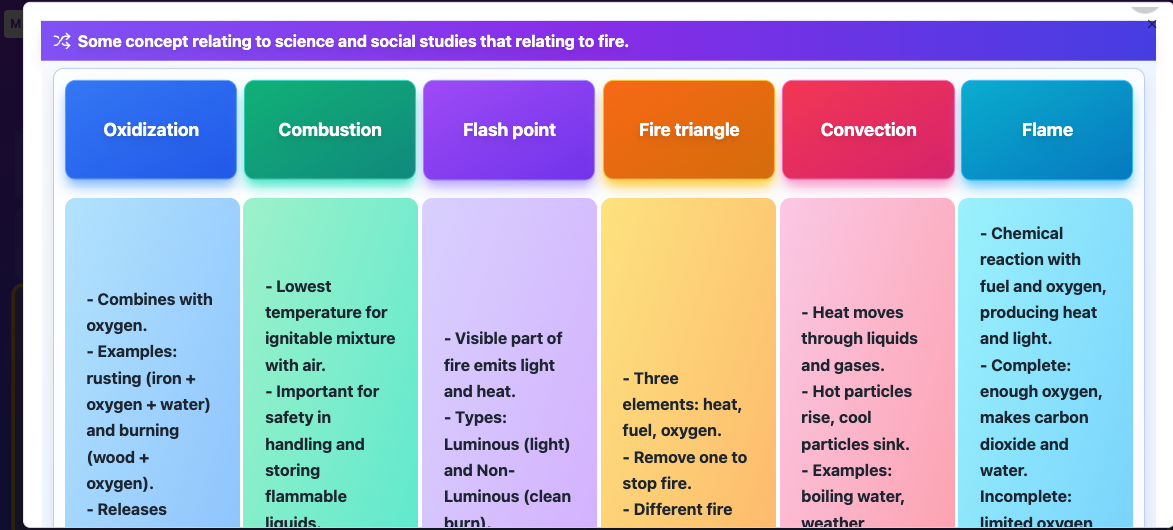 M
Some concept relating to science and social studies that relating to fire.
Oxidization
Combustion
Flash point
Fire triangle
Convection
Flame
- Combines with
oxygen.
- Examples:
rusting (iron +
oxygen + water)
and burning
(wood +
oxygen).
- Releases
- Lowest
temperature for
ignitable mixture
with air.
- Important for
safety in
handling and
storing
flammable
liquids.
- Visible part of
fire emits light
and heat.
- Types:
Luminous (light)
and Non-
Luminous (clean
burn).
- Three
elements: heat,
fuel, oxygen.
- Remove one to
stop fire.
- Different fire
- Heat moves
through liquids
and gases.
- Hot particles
rise, cool
particles sink.
- Examples:
boiling water,
weather
- Chemical
reaction with
fuel and oxygen,
producing heat
and light.
- Complete:
enough oxygen,
makes carbon
dioxide and
water.
Incomplete:
limited oxygen